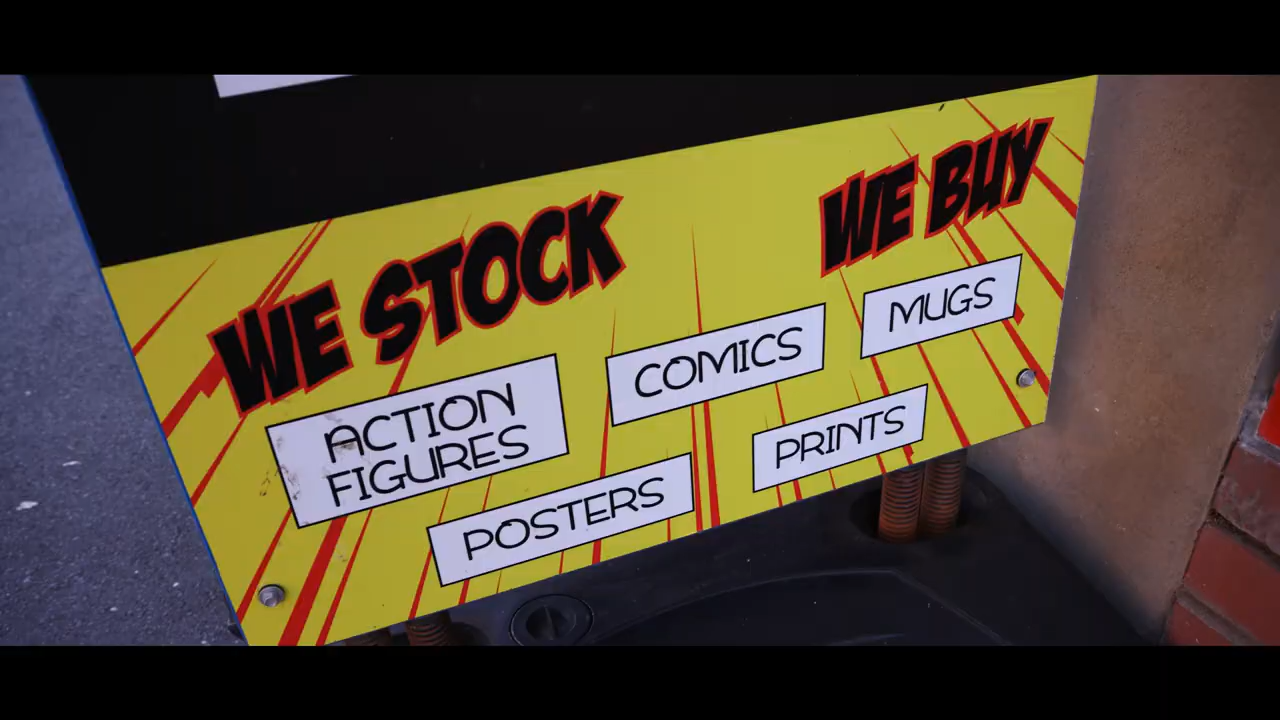 WE STOCK
WE BUY
ACTION
FIGURES
COMICS
MUGS
POSTERS
PRINTS